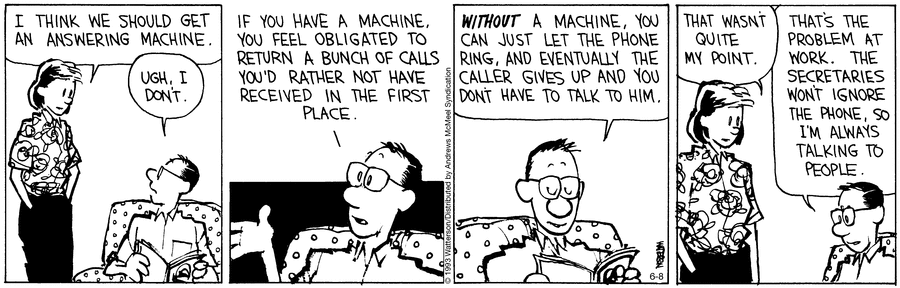 I THINK WE SHOULD GET
AN ANSWERING MACHINE.
UGH, I
DON'T.
IF YOU HAVE A MACHINE,
YOU FEEL OBLIGATED TO
RETURN A BUNCH OF CALLS
YOU'D RATHER NOT HAVE
RECEIVED IN THE FIRST
PLACE.
© 1993 Watterson/Distributed by Andrews McMeel Syndication
WITHOUT A MACHINE, YOU
CAN JUST LET THE PHONE
RING, AND EVENTUALLY THE
CALLER GIVES UP AND YOU
DON'T HAVE TO TALK TO HIM.
WATTERSON
6-8
THAT WASN'T
QUITE
MY POINT.
THAT'S THE
PROBLEM AT
WORK. THE
SECRETARIES
WON'T IGNORE
THE PHONE, SO
I'M ALWAYS
TALKING TO
PEOPLE.